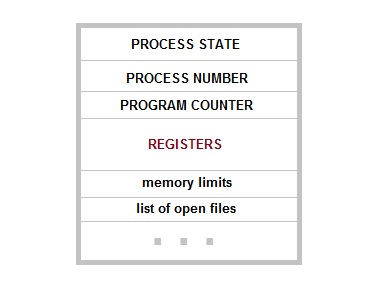 PROCESS STATE
PROCESS NUMBER
PROGRAM COUNTER
REGISTERS
memory limits
list of open files